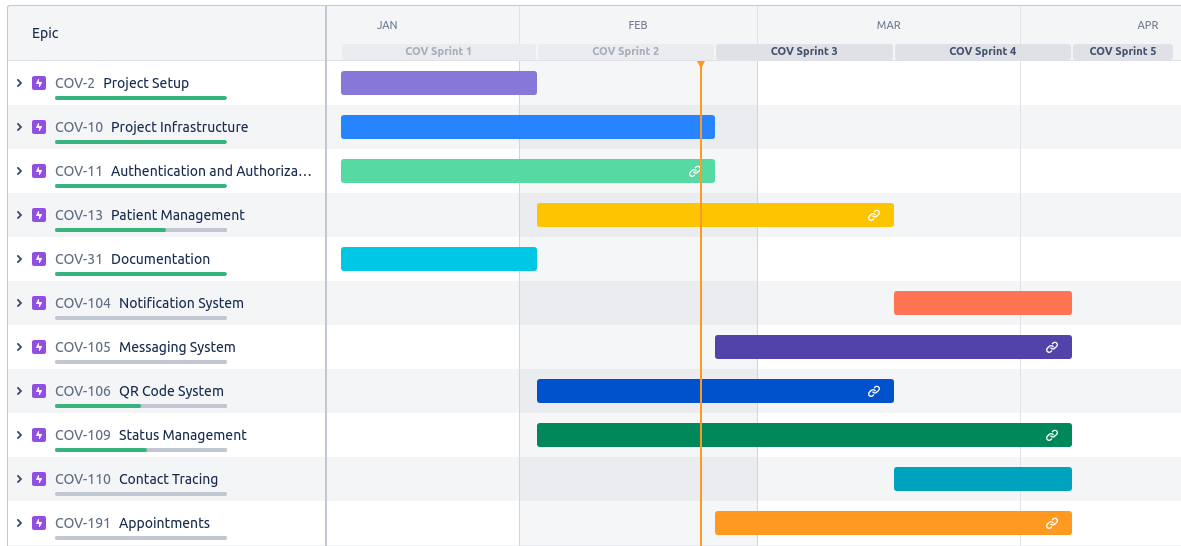 Epic
JAN FEB MAR APR
COV Sprint 1 COV Sprint 2 COV Sprint 3 COV Sprint 4 COV Sprint 5
COV-2 Project Setup
COV-10 Project Infrastructure
COV-11 Authentication and Authoriza...
COV-13 Patient Management
COV-31 Documentation
COV-104 Notification System
COV-105 Messaging System
COV-106 QR Code System
COV-109 Status Management
COV-110 Contact Tracing
COV-191 Appointments